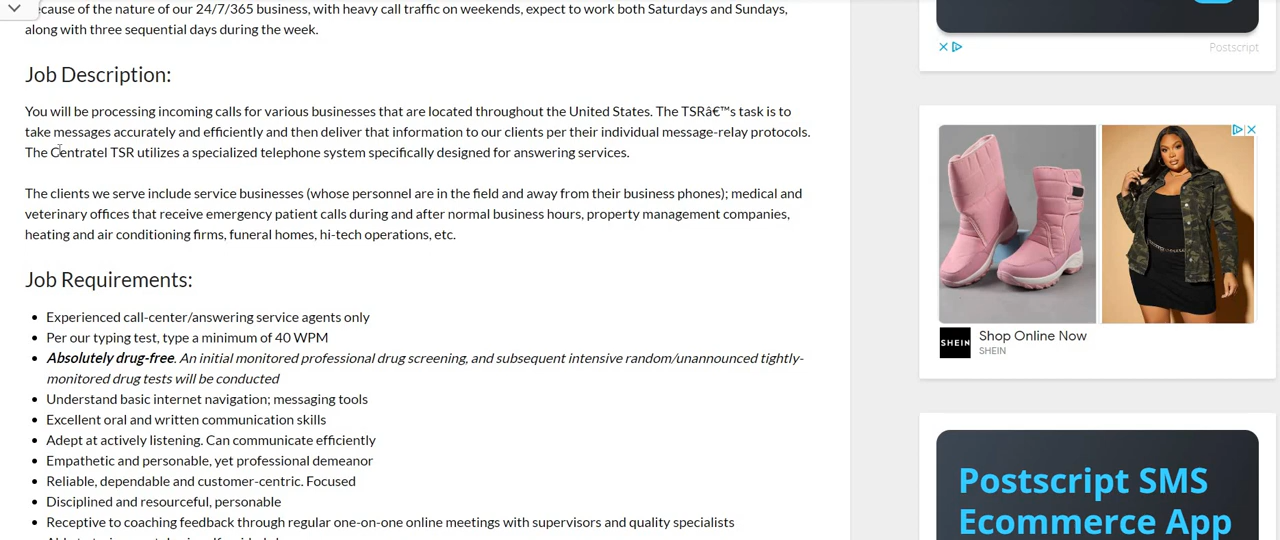 ecause of the nature of our 24/7/365 business, with heavy call traffic on weekends, expect to work both Saturdays and Sundays,
along with three sequential days during the week.
Job Description:
You will be processing incoming calls for various businesses that are located throughout the United States. The TSRâ€™s task is to
take messages accurately and efficiently and then deliver that information to our clients per their individual message-relay protocols.
The Centratel TSR utilizes a specialized telephone system specifically designed for answering services.
The clients we serve include service businesses (whose personnel are in the field and away from their business phones); medical and
veterinary offices that receive emergency patient calls during and after normal business hours, property management companies,
heating and air conditioning firms, funeral homes, hi-tech operations, etc.
Job Requirements:
• Experienced call-center/answering service agents only
• Per our typing test, type a minimum of 40 WPM
• Absolutely drug-free. An initial monitored professional drug screening, and subsequent intensive random/unannounced tightly-
monitored drug tests will be conducted
• Understand basic internet navigation; messaging tools
• Excellent oral and written communication skills
• Adept at actively listening. Can communicate efficiently
• Empathetic and personable, yet professional demeanor
• Reliable, dependable and customer-centric. Focused
• Disciplined and resourceful, personable
• Receptive to coaching feedback through regular one-on-one online meetings with supervisors and quality specialists
Postscript
SHEIN
Shop Online Now
SHEIN
Postscript SMS
Ecommerce App